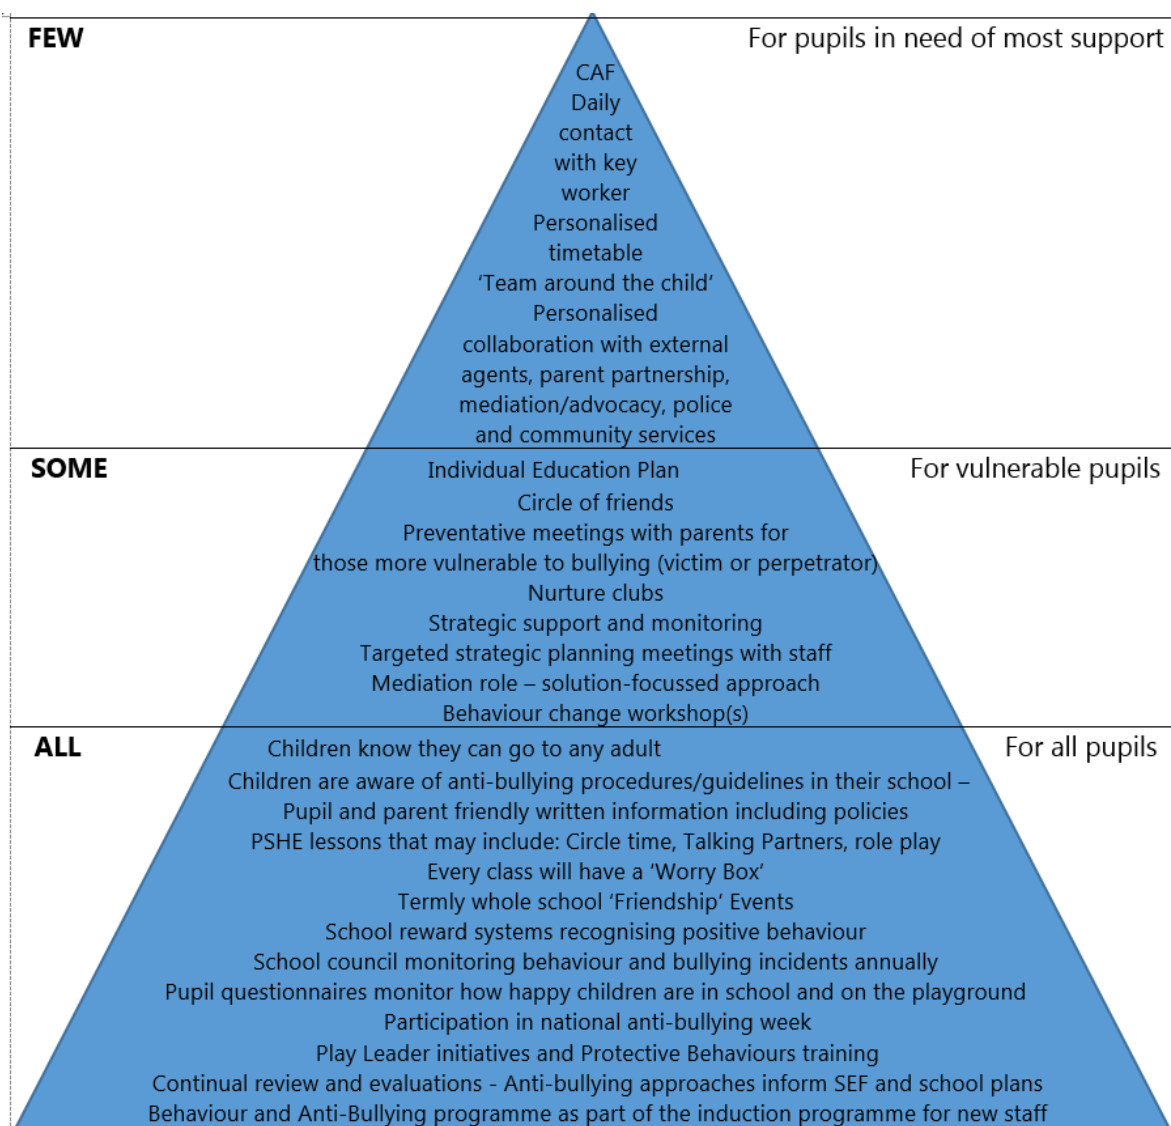 FEW
For pupils in need of most support
CAF
Daily
contact
with key
worker
Personalised
timetable
‘Team around the child’
Personalised
collaboration with external
agents, parent partnership,
mediation/advocacy, police
and community services
SOME
For vulnerable pupils
Individual Education Plan
Circle of friends
Preventative meetings with parents for
those more vulnerable to bullying (victim or perpetrator)
Nurture clubs
Strategic support and monitoring
Targeted strategic planning meetings with staff
Mediation role – solution-focussed approach
Behaviour change workshop(s)
ALL
For all pupils
Children know they can go to any adult
Children are aware of anti-bullying procedures/guidelines in their school –
Pupil and parent friendly written information including policies
PSHE lessons that may include: Circle time, Talking Partners, role play
Every class will have a ‘Worry Box’
Termly whole school ‘Friendship’ Events
School reward systems recognising positive behaviour
School council monitoring behaviour and bullying incidents annually
Pupil questionnaires monitor how happy children are in school and on the playground
Participation in national anti-bullying week
Play Leader initiatives and Protective Behaviours training
Continual review and evaluations - Anti-bullying approaches inform SEF and school plans
Behaviour and Anti-Bullying programme as part of the induction programme for new staff